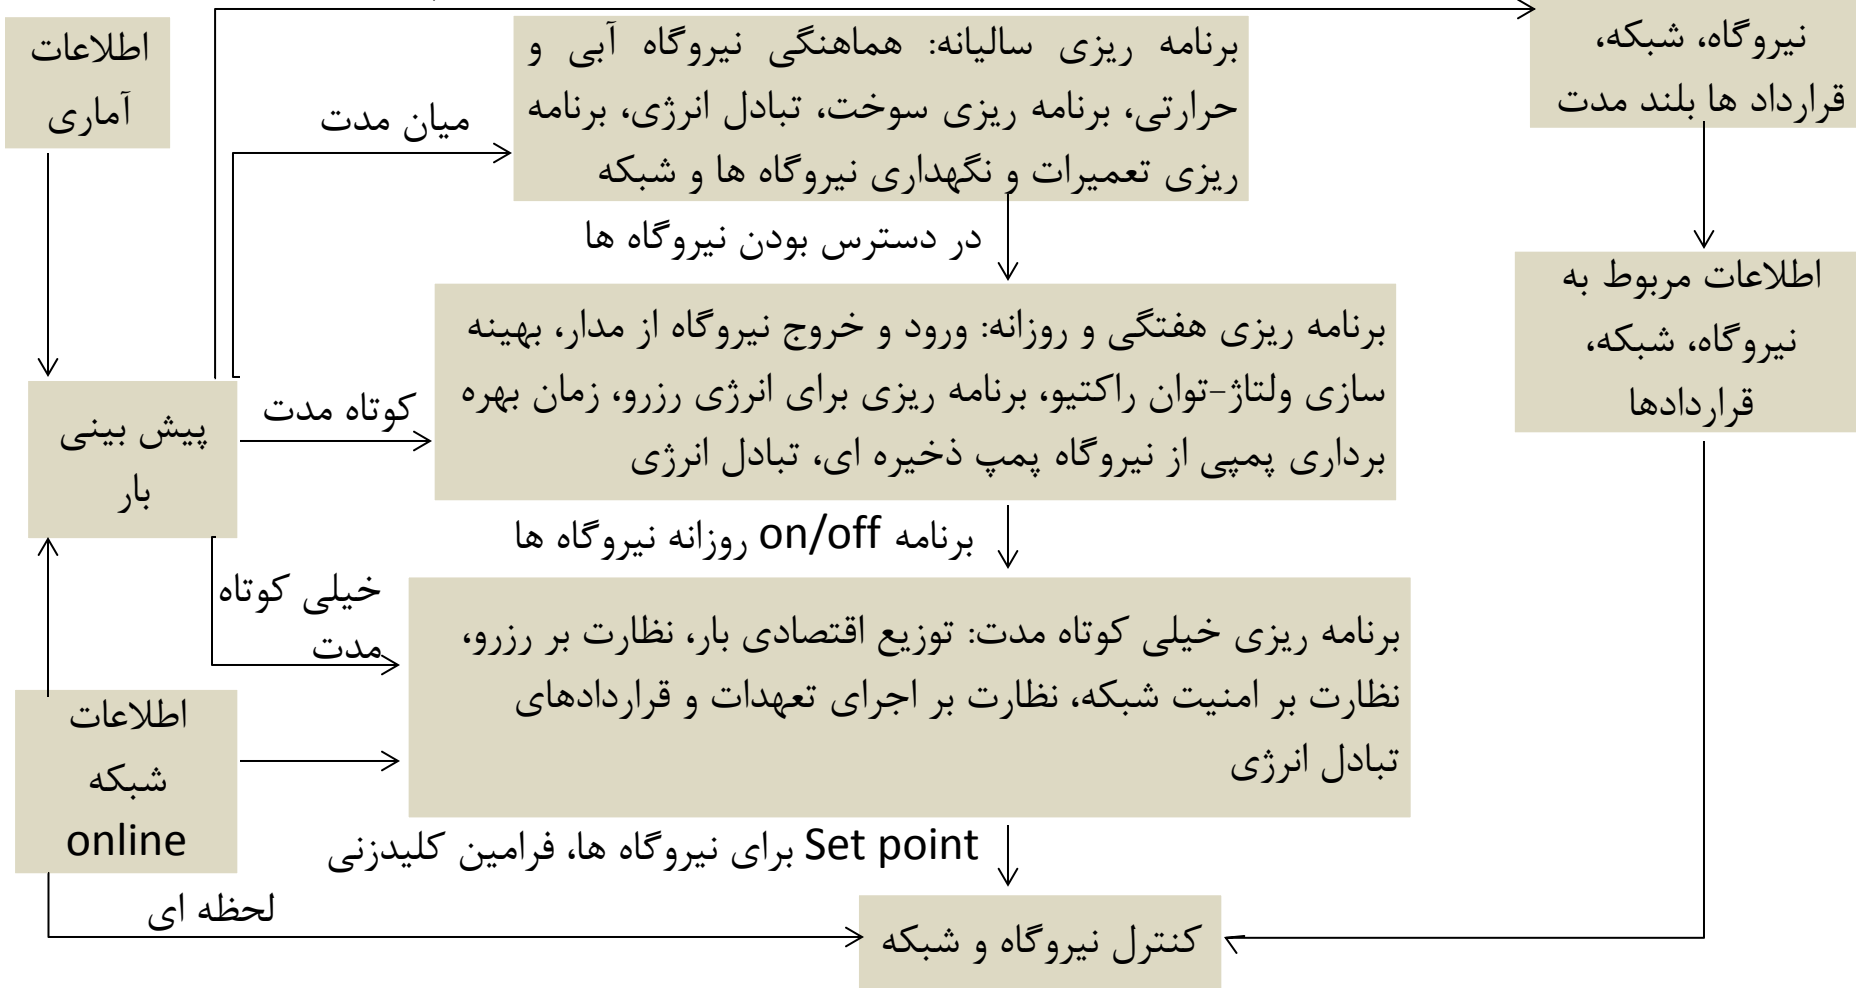 اطلاعات
آماری
برنامه ریزی سالیانه: هماهنگی نیروگاه آبی و
حرارتی، برنامه ریزی سوخت، تبادل انرژی، برنامه
ریزی تعمیرات و نگهداری نیروگاه ها و شبکه
نیروگاه، شبکه،
قرارداد ها بلند مدت
میان مدت
در دسترس بودن نیروگاه ها
اطلاعات مربوط به
نیروگاه، شبکه،
قراردادها
برنامه ریزی هفتگی و روزانه: ورود و خروج نیروگاه از مدار، بهینه
سازی ولتاژ-توان راکتیو، برنامه ریزی برای انرژی رزرو، زمان بهره
برداری پمپی از نیروگاه پمپ ذخیره ای، تبادل انرژی
کوتاه مدت
پیش بینی
بار
برنامه on/off روزانه نیروگاه ها
خیلی کوتاه
مدت
برنامه ریزی خیلی کوتاه مدت: توزیع اقتصادی بار، نظارت بر رزرو،
نظارت بر امنیت شبکه، نظارت بر اجرای تعهدات و قراردادهای
تبادل انرژی
اطلاعات
شبکه
online
Set point برای نیروگاه ها، فرامین کلیدزنی
لحظه ای
کنترل نیروگاه و شبکه